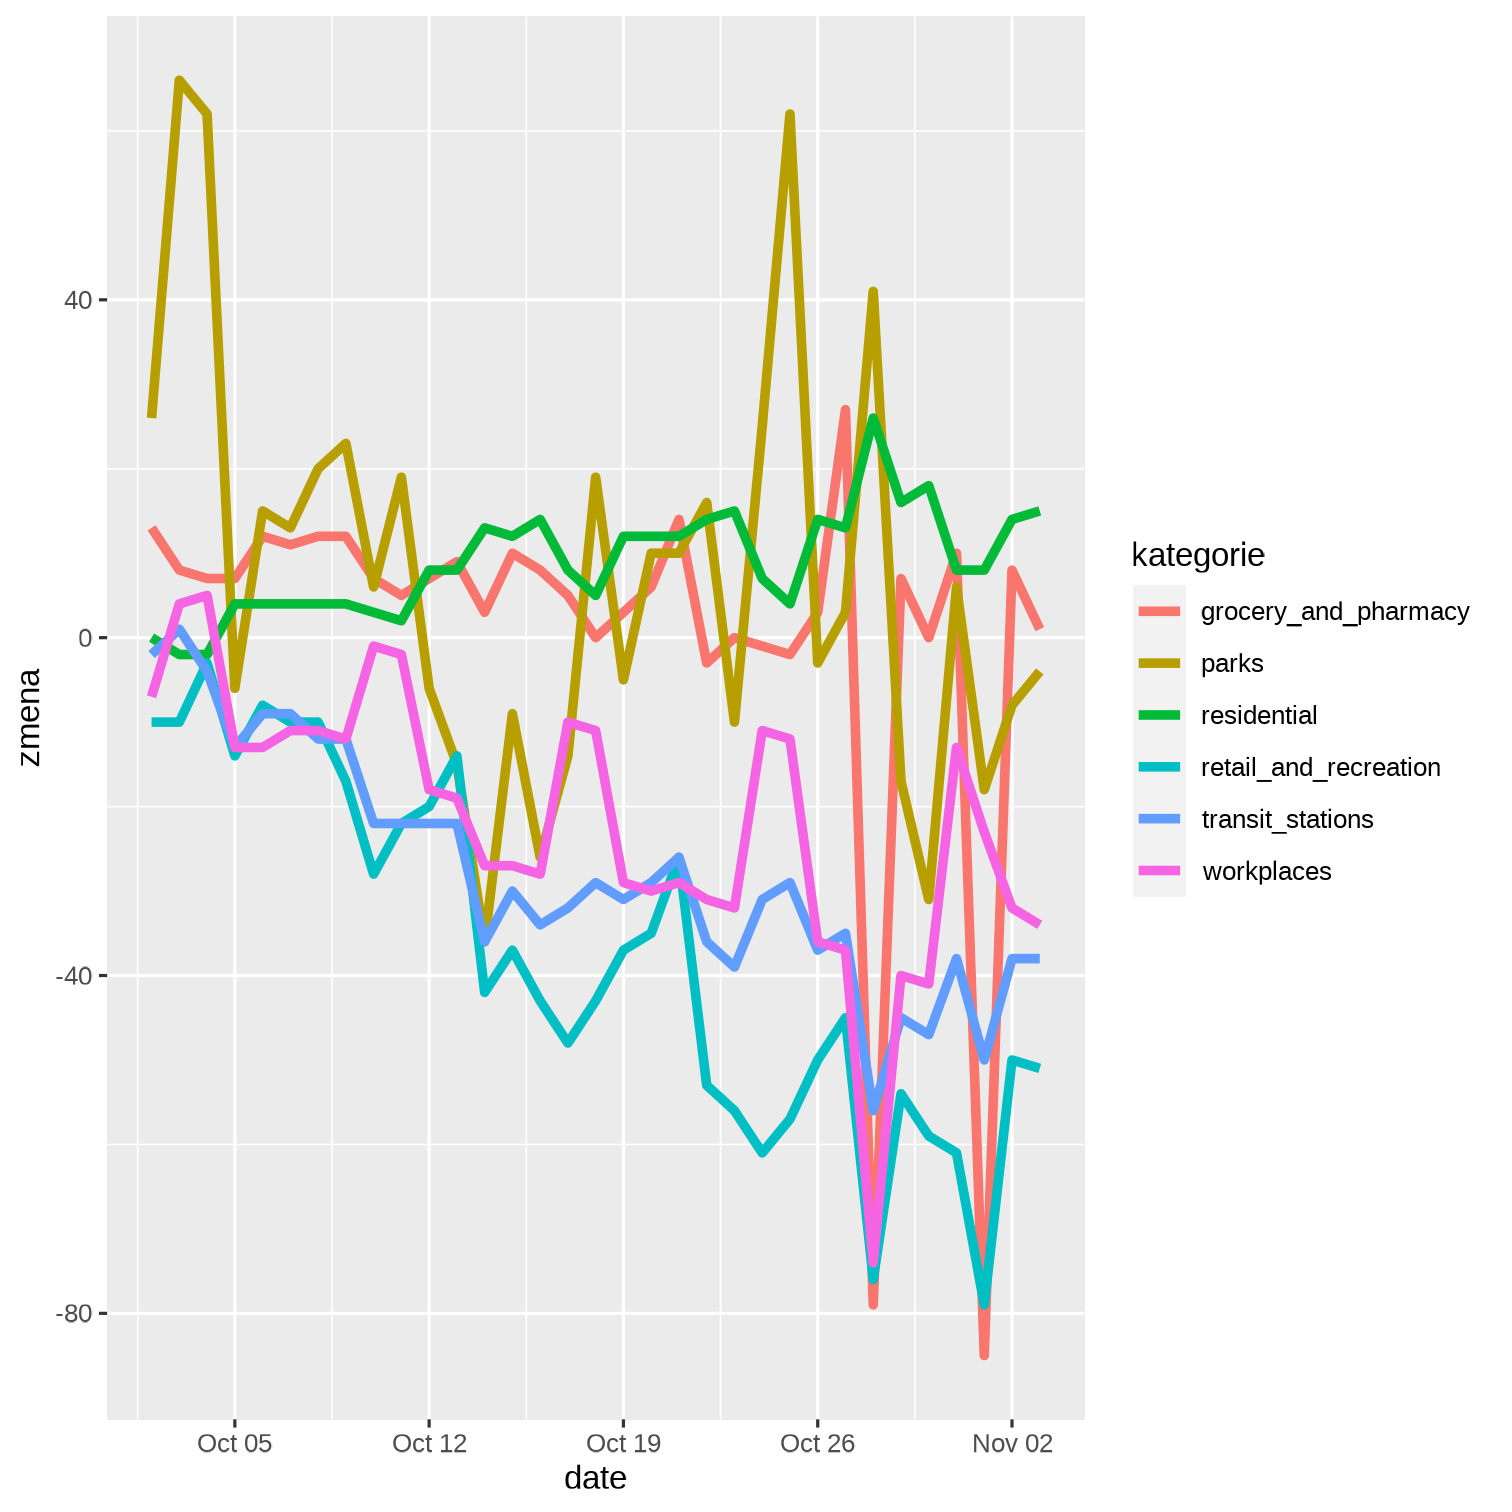 zmena
40
0
-40
-80
Oct 05
Oct 12
Oct 19
Oct 26
Nov 02
date
kategorie
grocery_and_pharmacy
parks
residential
retail_and_recreation
transit_stations
workplaces